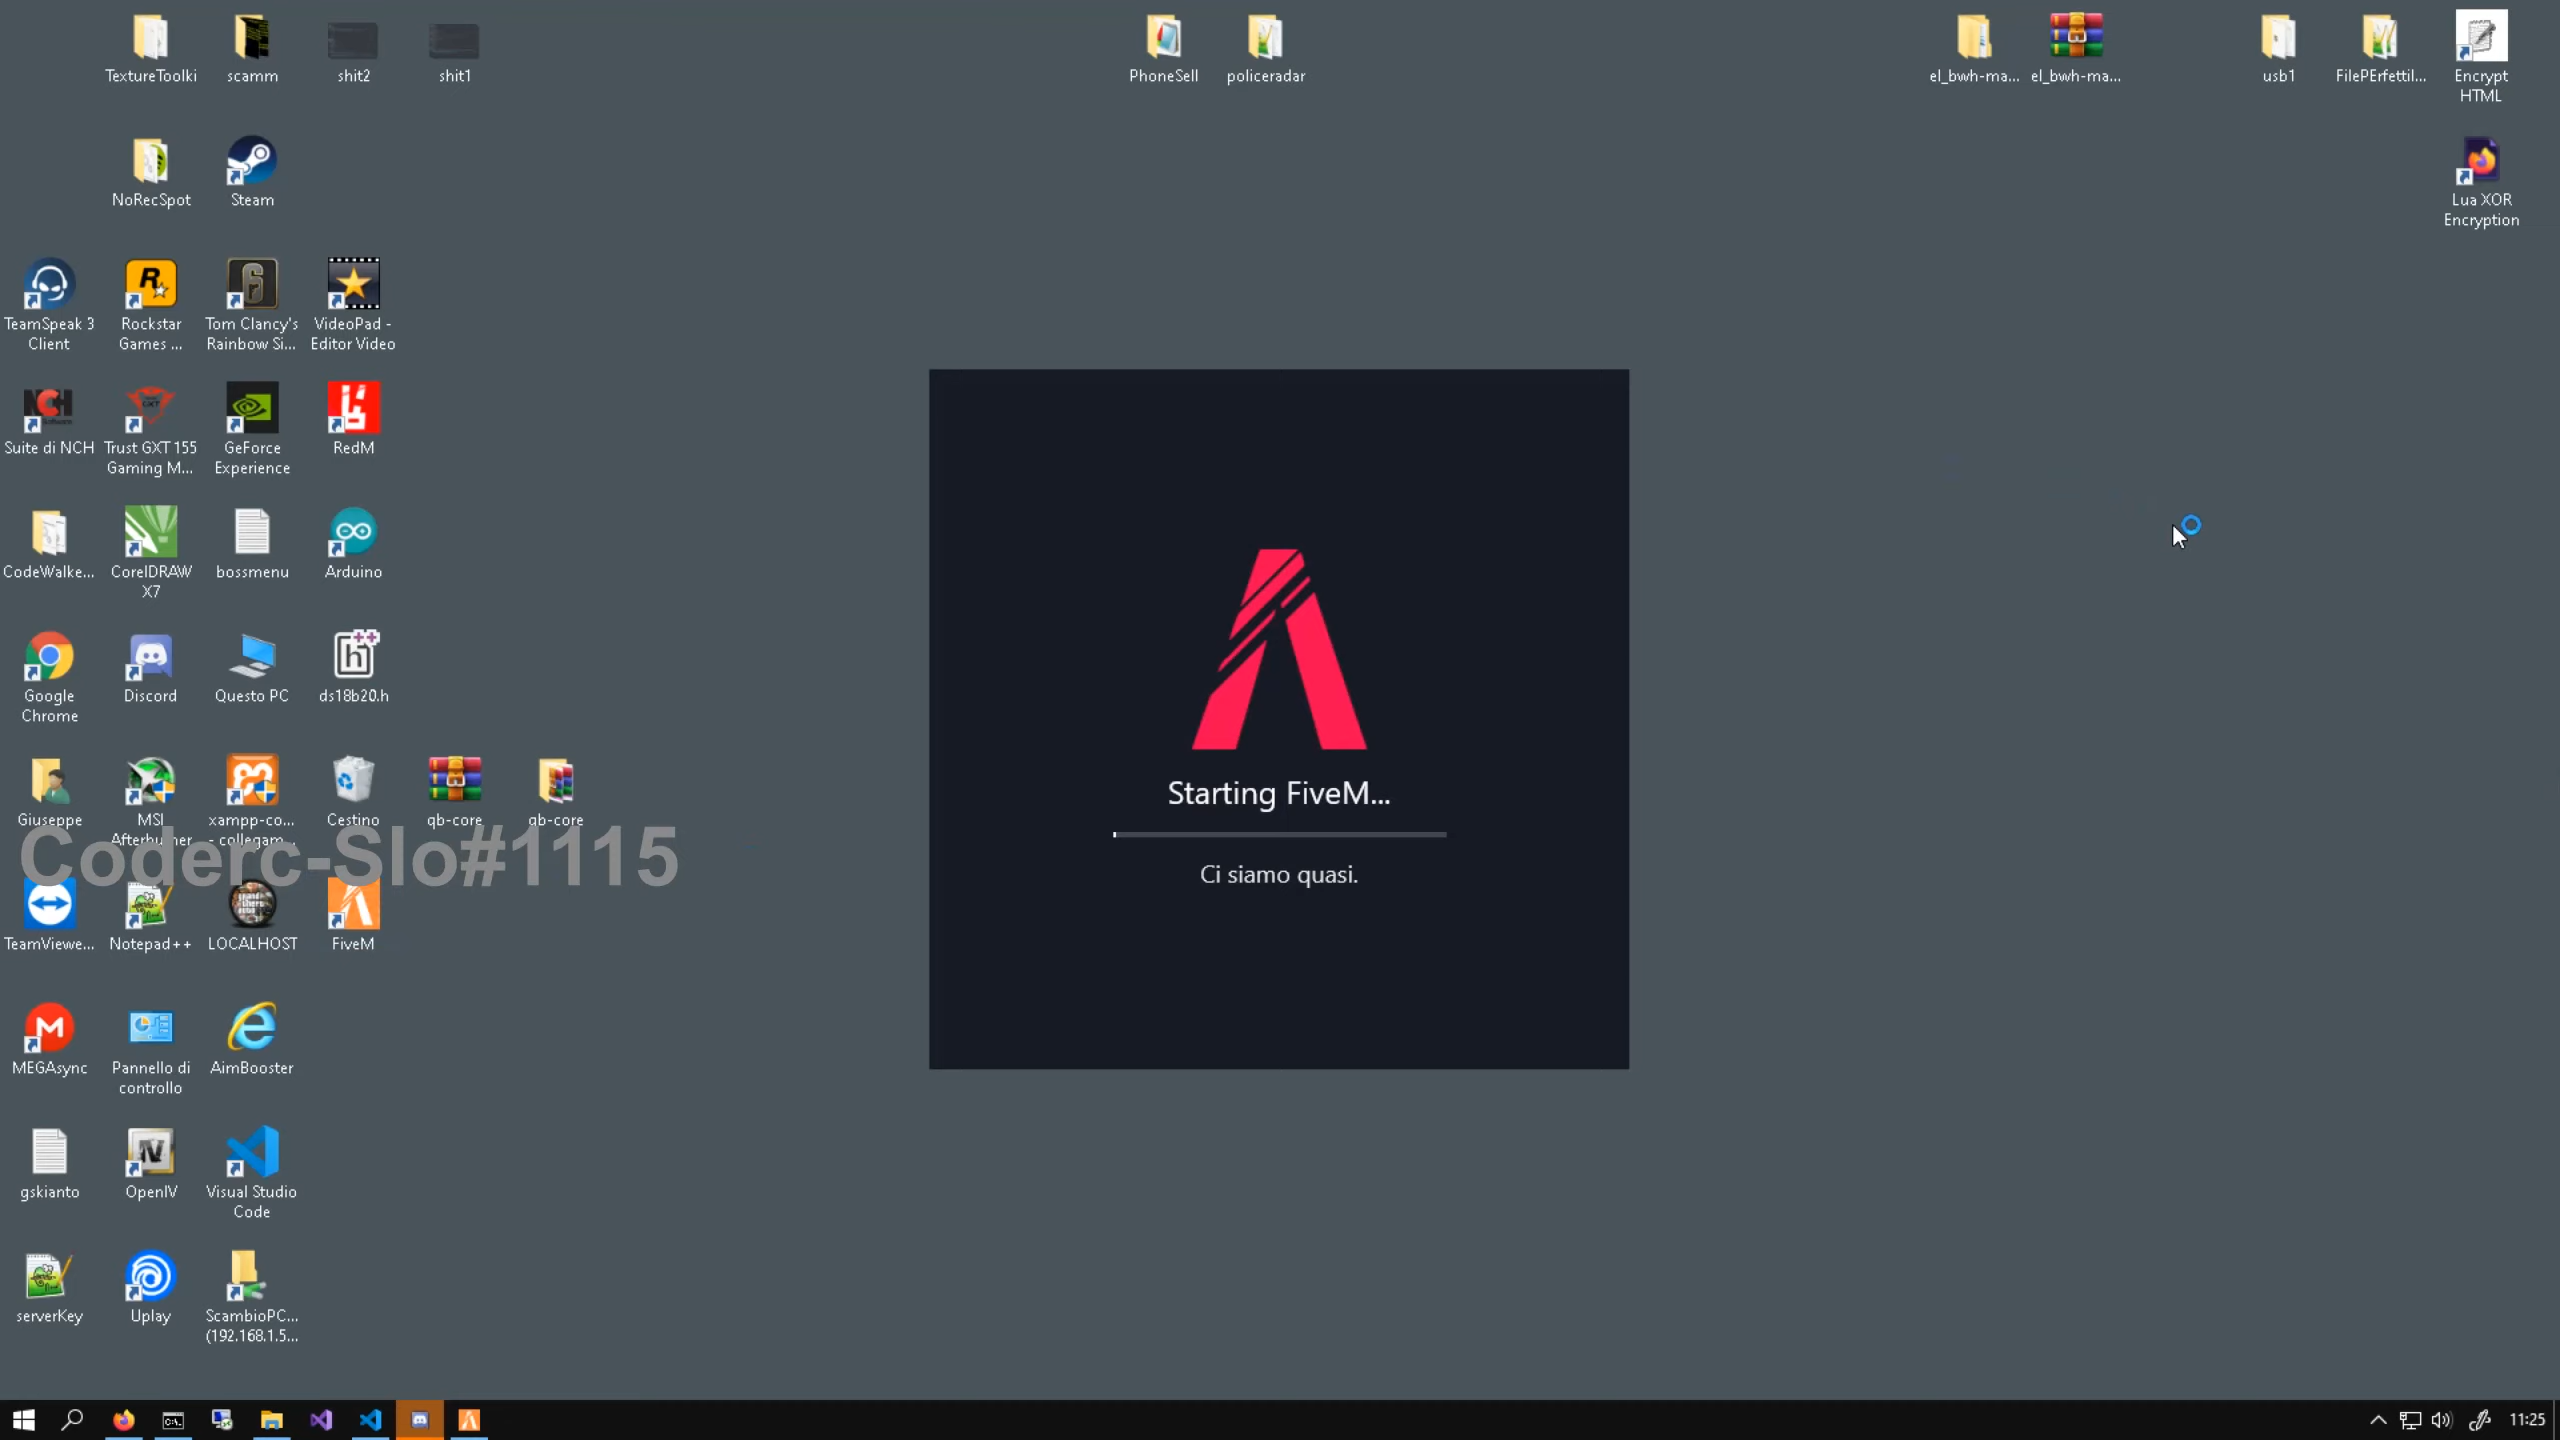 TextureToolki
scamm
shit2
shit1
PhoneSell
policeradar
el_bwh-ma...
el_bwh-ma...
usb1
FilePErfettil...
Encrypt
HTML
NoRecSpot
Steam
Lua XOR
Encryption
TeamSpeak 3
Client
Rockstar
Games ...
Tom Clancy's
Rainbow Si...
VideoPad -
Editor Video
Suite di NCH
Trust GXT 155
Gaming M...
GeForce
Experience
RedM
CodeWalke...
CorelDRAW
X7
bossmenu
Arduino
Google
Chrome
Discord
Questo PC
ds18b20.h
Giuseppe
MSI
Afterburner
xampp-co...
- collegam...
Cestino
qb-core
qb-core
Coderc-Slo#1115
Starting FiveM...
Ci siamo quasi.
TeamViewe...
Notepad++
LOCALHOST
FiveM
MEGAsync
Pannello di
controllo
AimBooster
gskianto
OpenIV
Visual Studio
Code
serverKey
Uplay
ScambioPC...
(192.168.1.5...
11:25